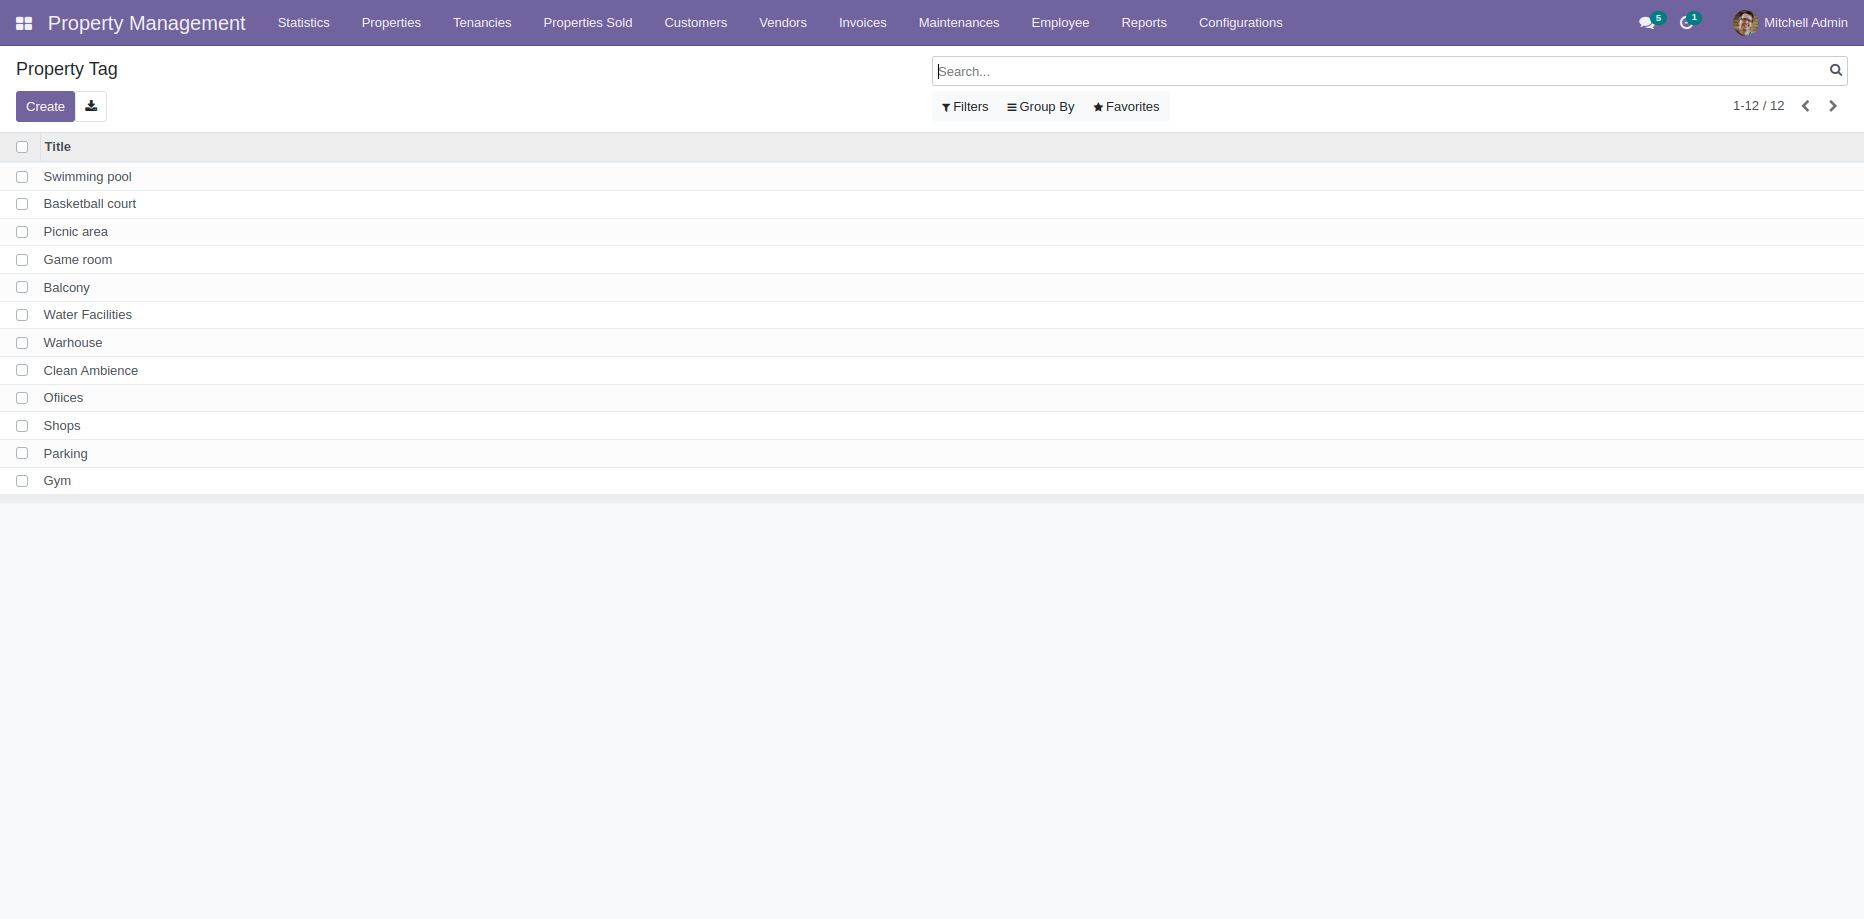 Property Management Statistics Properties Tenancies Properties Sold Customers Vendors Invoices Maintenances Employee Reports Configurations 5 1 Mitchell Admin
Property Tag
Search...
Create
Filters Group By Favorites
1-12 / 12
Title
Swimming pool
Basketball court
Picnic area
Game room
Balcony
Water Facilities
Warhouse
Clean Ambience
Ofiices
Shops
Parking
Gym